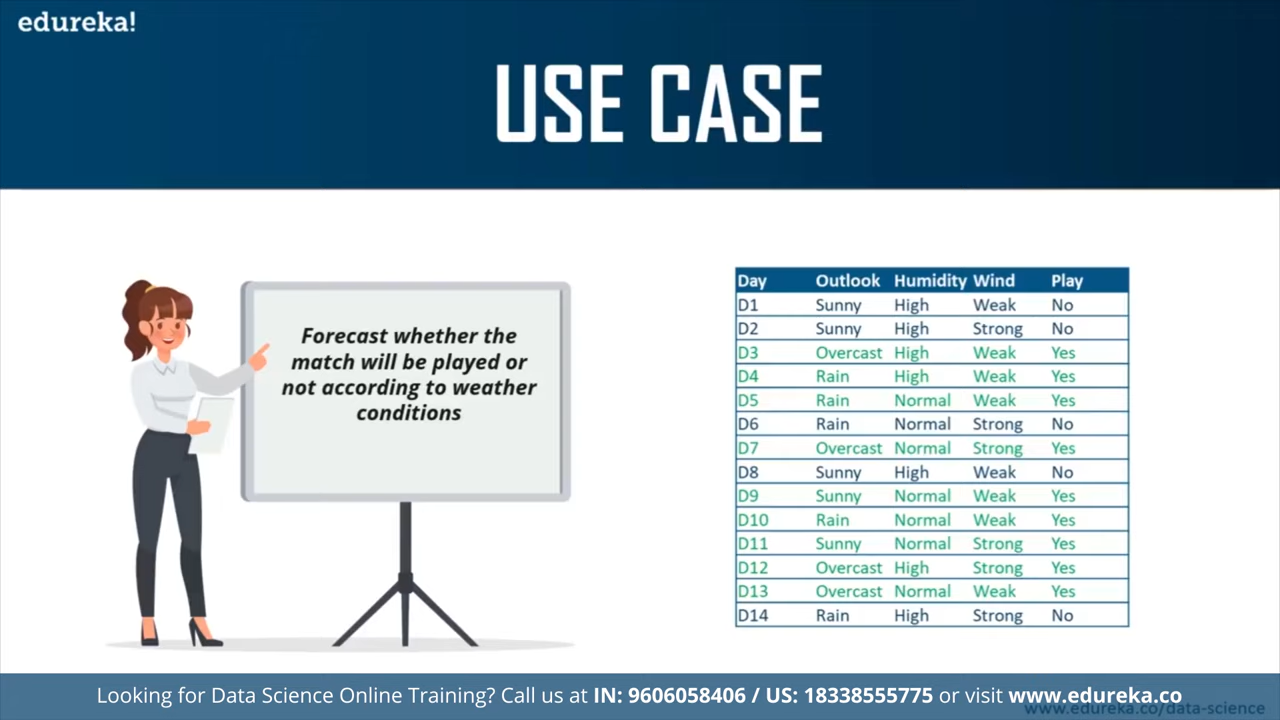 edureka!
USE CASE
Forecast whether the
match will be played or
not according to weather
conditions
Day Outlook Humidity Wind Play
D1 Sunny High Weak No
D2 Sunny High Strong No
D3 Overcast High Weak Yes
D4 Rain High Weak Yes
D5 Rain Normal Weak Yes
D6 Rain Normal Strong No
D7 Overcast Normal Strong Yes
D8 Sunny High Weak No
D9 Sunny Normal Weak Yes
D10 Rain Normal Weak Yes
D11 Sunny Normal Strong Yes
D12 Overcast High Strong Yes
D13 Overcast Normal Weak Yes
D14 Rain High Strong No
Looking for Data Science Online Training? Call us at IN: 9606058406 / US: 18338555775 or visit www.edureka.co
www.edureka.co/data-science